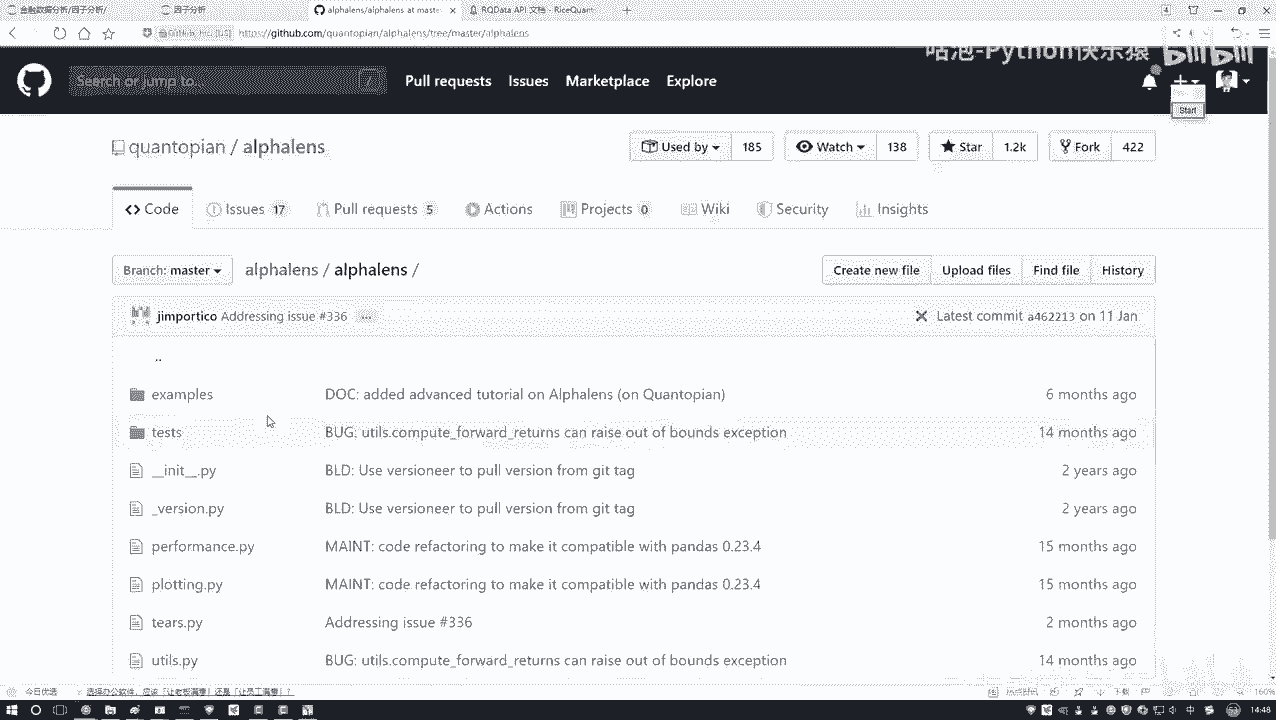 金融数据分析/因子分析/
因子分析
alphalens/alphalens at maste
RQData API 文档 - RiceQuant
https://github.com/quantopian/alphalens/tree/master/alphalens
咕泡-Python快乐猿
bilibili
Search or jump to...
/
Pull requests
Issues
Marketplace
Explore
Start
quantopian / alphalens
Used by
185
Watch
138
Star
1.2k
Fork
422
Code
Issues 17
Pull requests 5
Actions
Projects 0
Wiki
Security
Insights
Branch: master
alphalens / alphalens /
Create new file
Upload files
Find file
History
jimportico Addressing issue #336 ...
Latest commit a462213 on 11 Jan
..
examples DOC: added advanced tutorial on Alphalens (on Quantopian) 6 months ago
tests BUG: utils.compute_forward_returns can raise out of bounds exception 14 months ago
__init__.py BLD: Use versioneer to pull version from git tag 2 years ago
_version.py BLD: Use versioneer to pull version from git tag 2 years ago
performance.py MAINT: code refactoring to make it compatible with pandas 0.23.4 15 months ago
plotting.py MAINT: code refactoring to make it compatible with pandas 0.23.4 15 months ago
tears.py Addressing issue #336 2 months ago
utils.py BUG: utils.compute_forward_returns can raise out of bounds exception 14 months ago
今日优选
选择办公软件，应该「让老板满意」还是「让员工满意」？
下载
160%
中
14:48